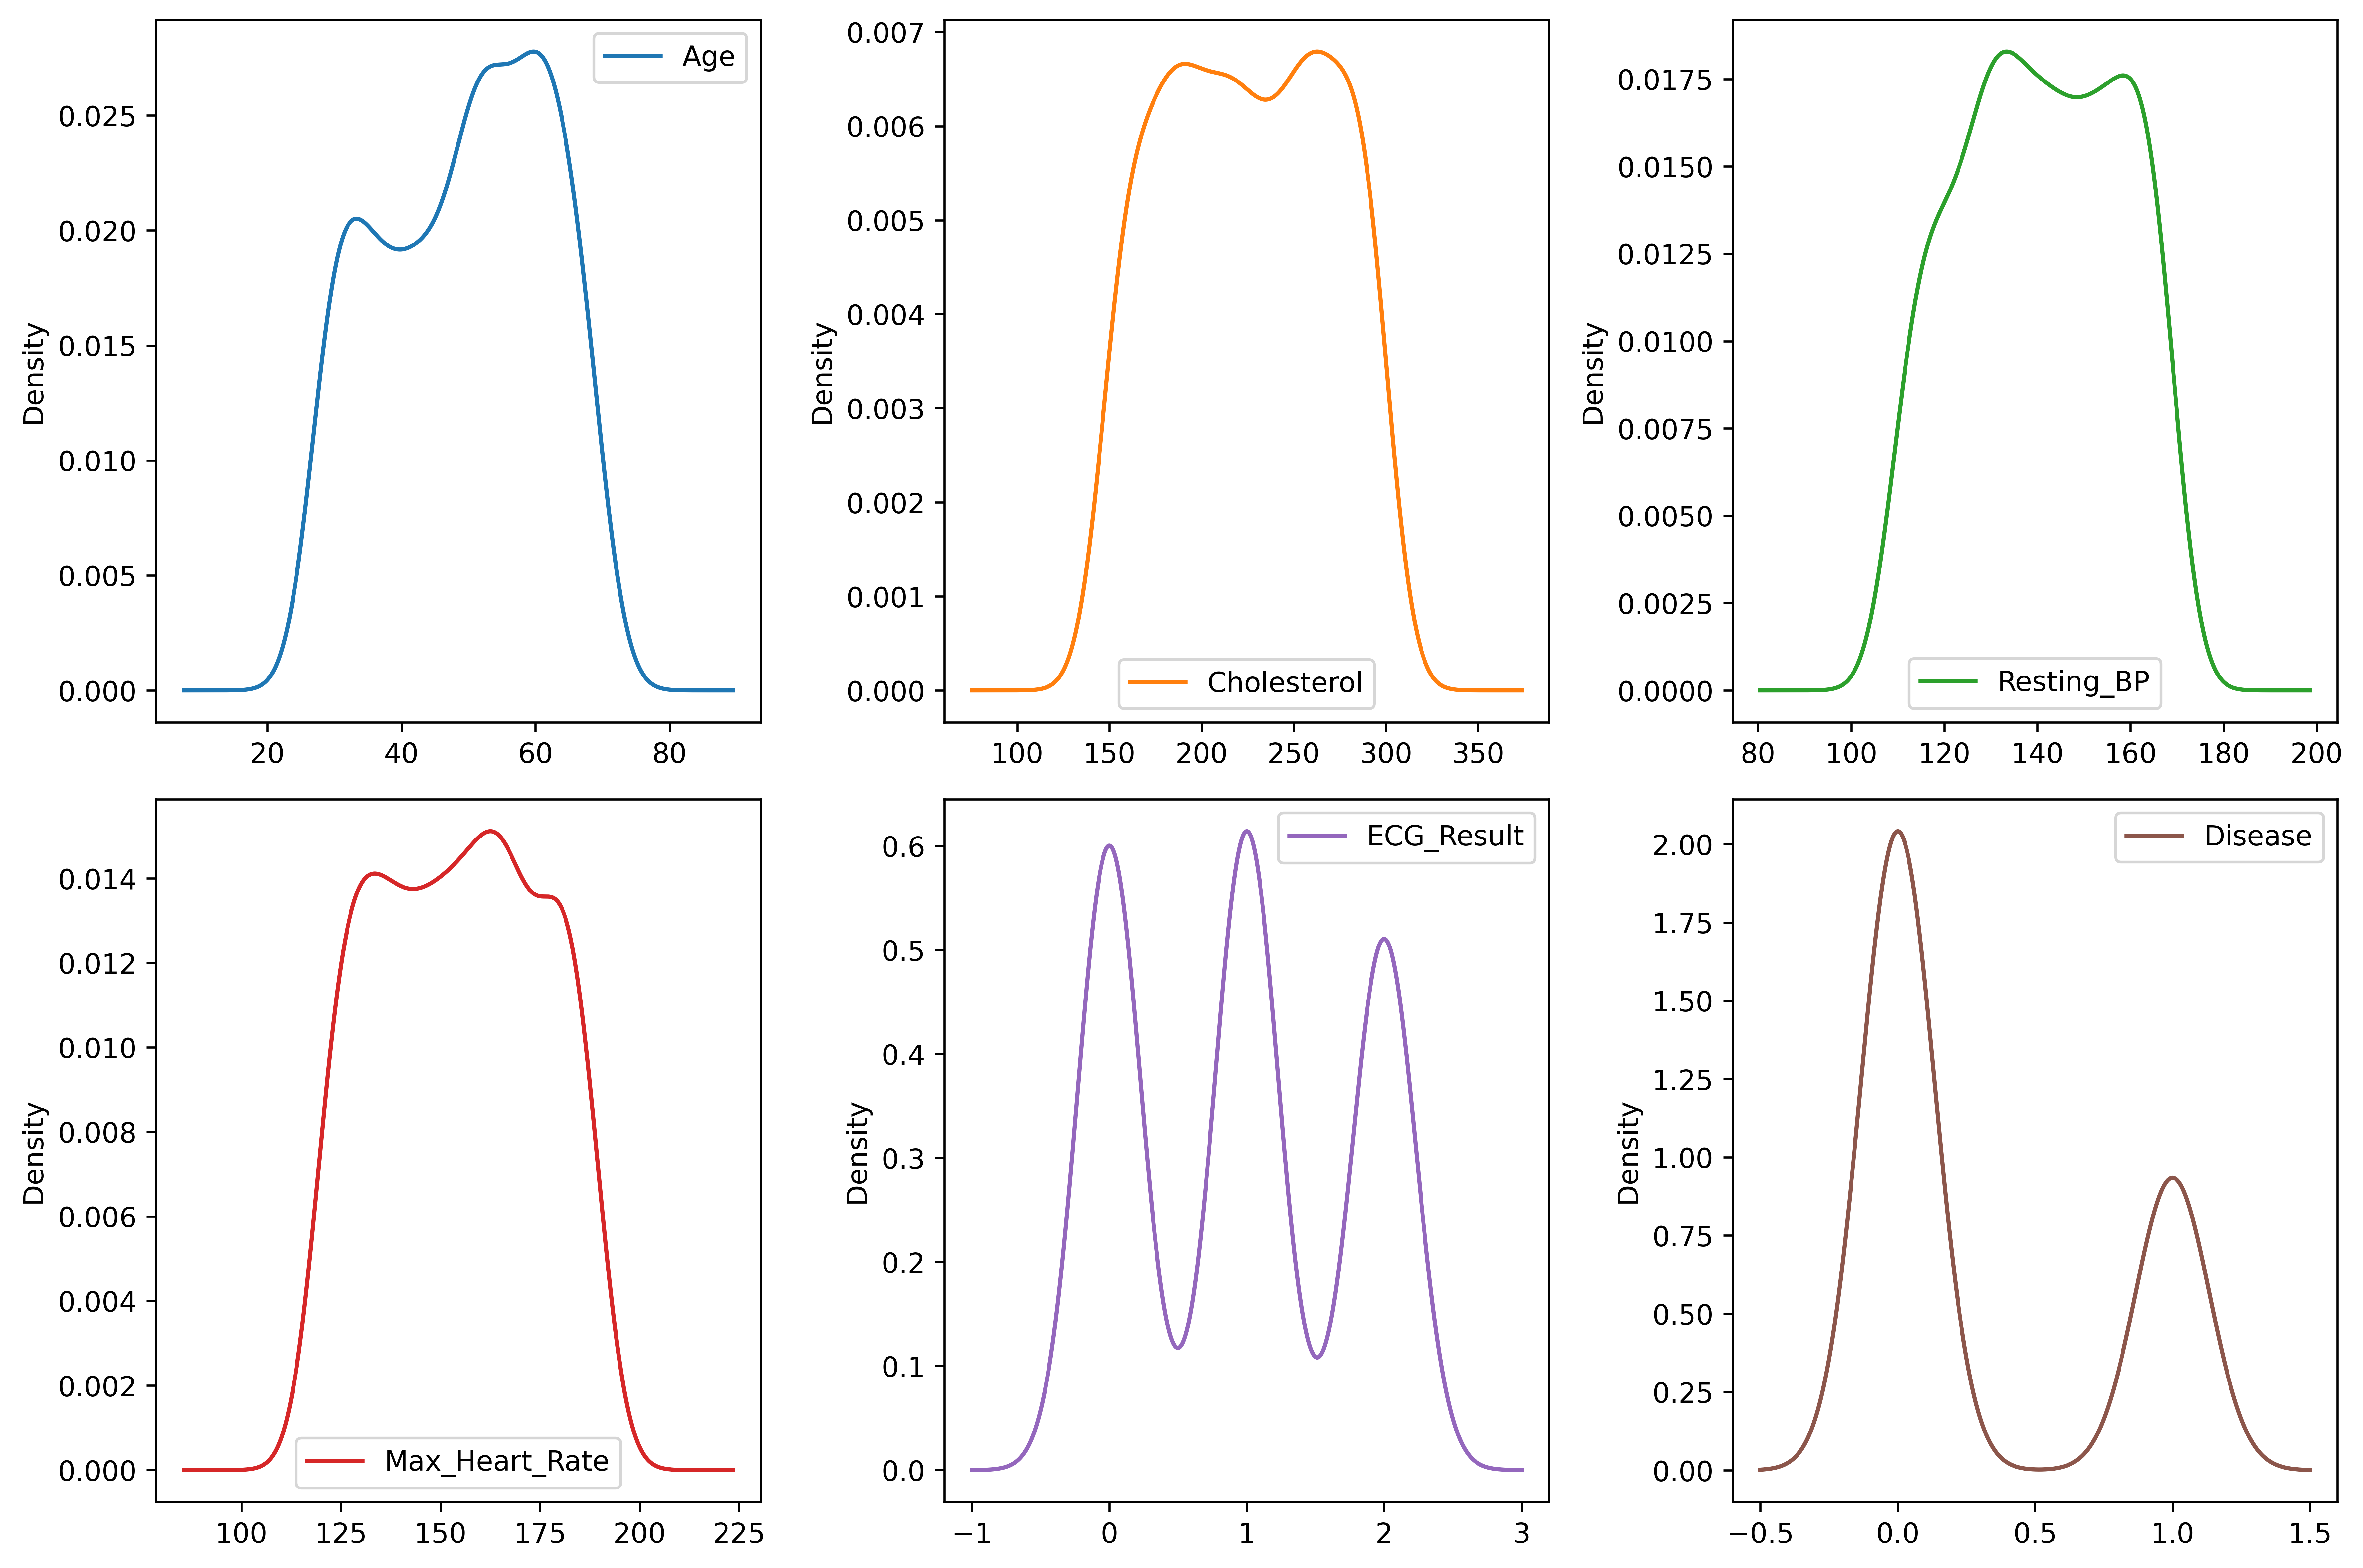 Age
Density
0.025
0.020
0.015
0.010
0.005
0.000
20 40 60 80
Cholesterol
Density
0.007
0.006
0.005
0.004
0.003
0.002
0.001
0.000
100 150 200 250 300 350
Resting_BP
Density
0.0175
0.0150
0.0125
0.0100
0.0075
0.0050
0.0025
0.0000
80 100 120 140 160 180 200
Max_Heart_Rate
Density
0.014
0.012
0.010
0.008
0.006
0.004
0.002
0.000
100 125 150 175 200 225
ECG_Result
Density
0.6
0.5
0.4
0.3
0.2
0.1
0.0
−1 0 1 2 3
Disease
Density
2.00
1.75
1.50
1.25
1.00
0.75
0.50
0.25
0.00
−0.5 0.0 0.5 1.0 1.5